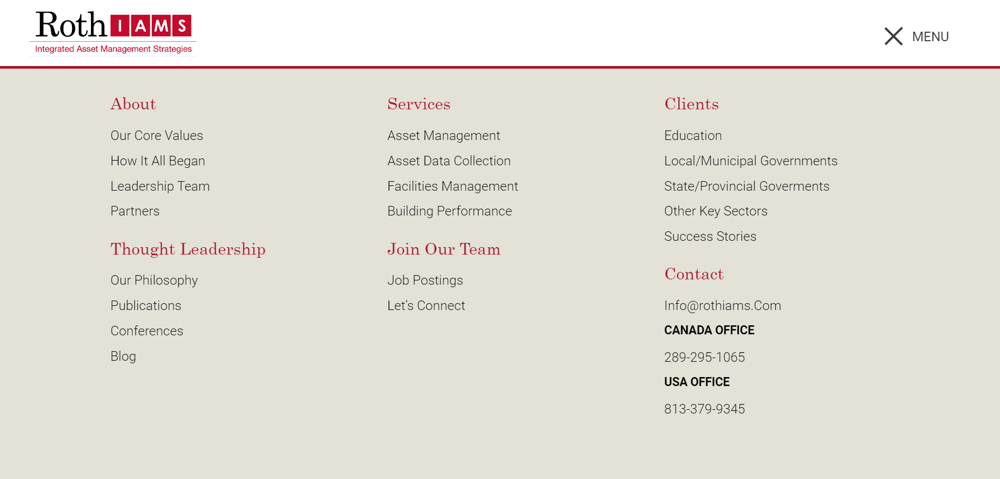 Roth IAMS
Integrated Asset Management Strategies
MENU
About
Our Core Values
How It All Began
Leadership Team
Partners
Thought Leadership
Our Philosophy
Publications
Conferences
Blog
Services
Asset Management
Asset Data Collection
Facilities Management
Building Performance
Join Our Team
Job Postings
Let’s Connect
Clients
Education
Local/Municipal Governments
State/Provincial Goverments
Other Key Sectors
Success Stories
Contact
Info@rothiams.Com
CANADA OFFICE
289-295-1065
USA OFFICE
813-379-9345